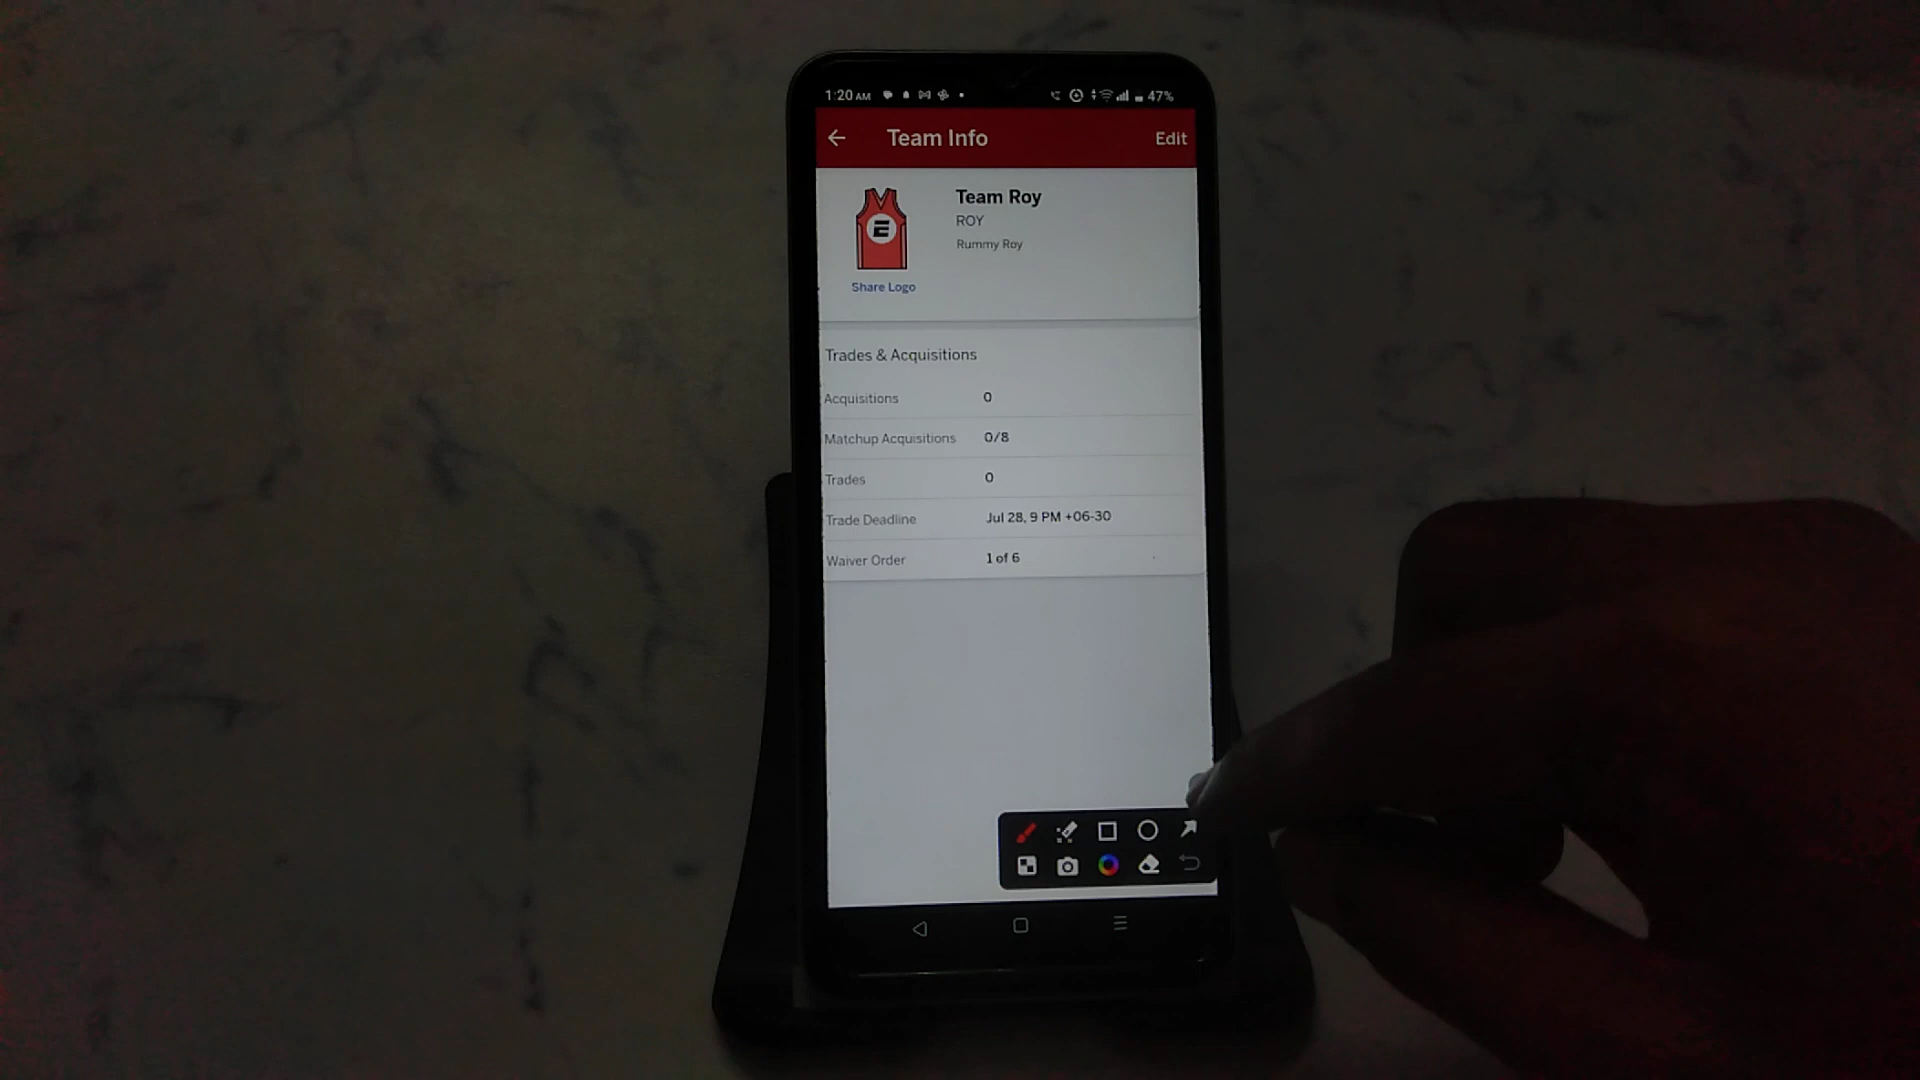 1:20 AM 47%
Team Info Edit
E
Team Roy
ROY
Rummy Roy
Share Logo
Trades & Acquisitions
Acquisitions 0
Matchup Acquisitions 0/8
Trades 0
Trade Deadline Jul 28, 9 PM +06-30
Waiver Order 1 of 6